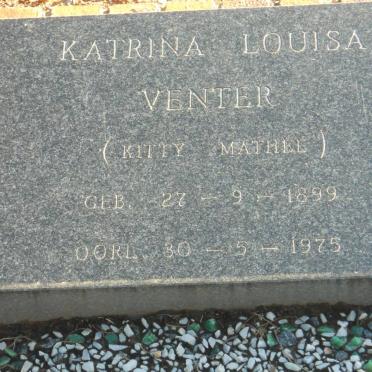 KATRINA LOUISA
VENTER
(KITTY MATHEE)
GEB. 27 - 9 - 1899
OORL. 30 - 5 - 1975